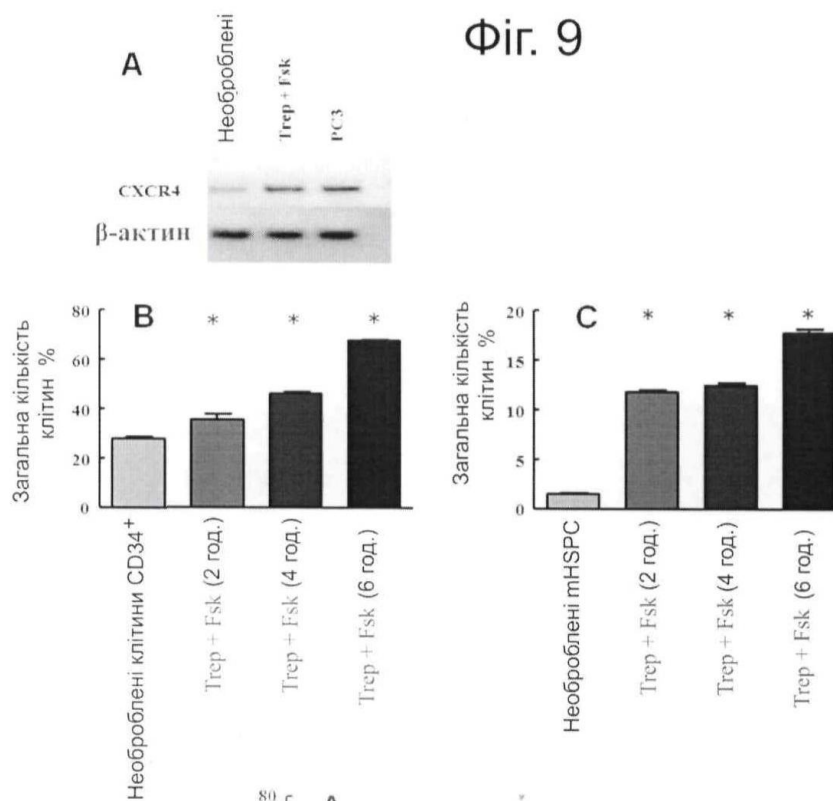 Фіг. 9
A
Необроблені
Trep + Fsk
PC3
CXCR4
β-актин
B
Загальна кількість
клітин %
80
60
40
20
0
* * *
Необроблені клітини CD34+
Trep + Fsk (2 год.)
Trep + Fsk (4 год.)
Trep + Fsk (6 год.)
C
Загальна кількість
клітин %
20
15
10
5
0
* * *
Необроблені mHSPC
Trep + Fsk (2 год.)
Trep + Fsk (4 год.)
Trep + Fsk (6 год.)
80